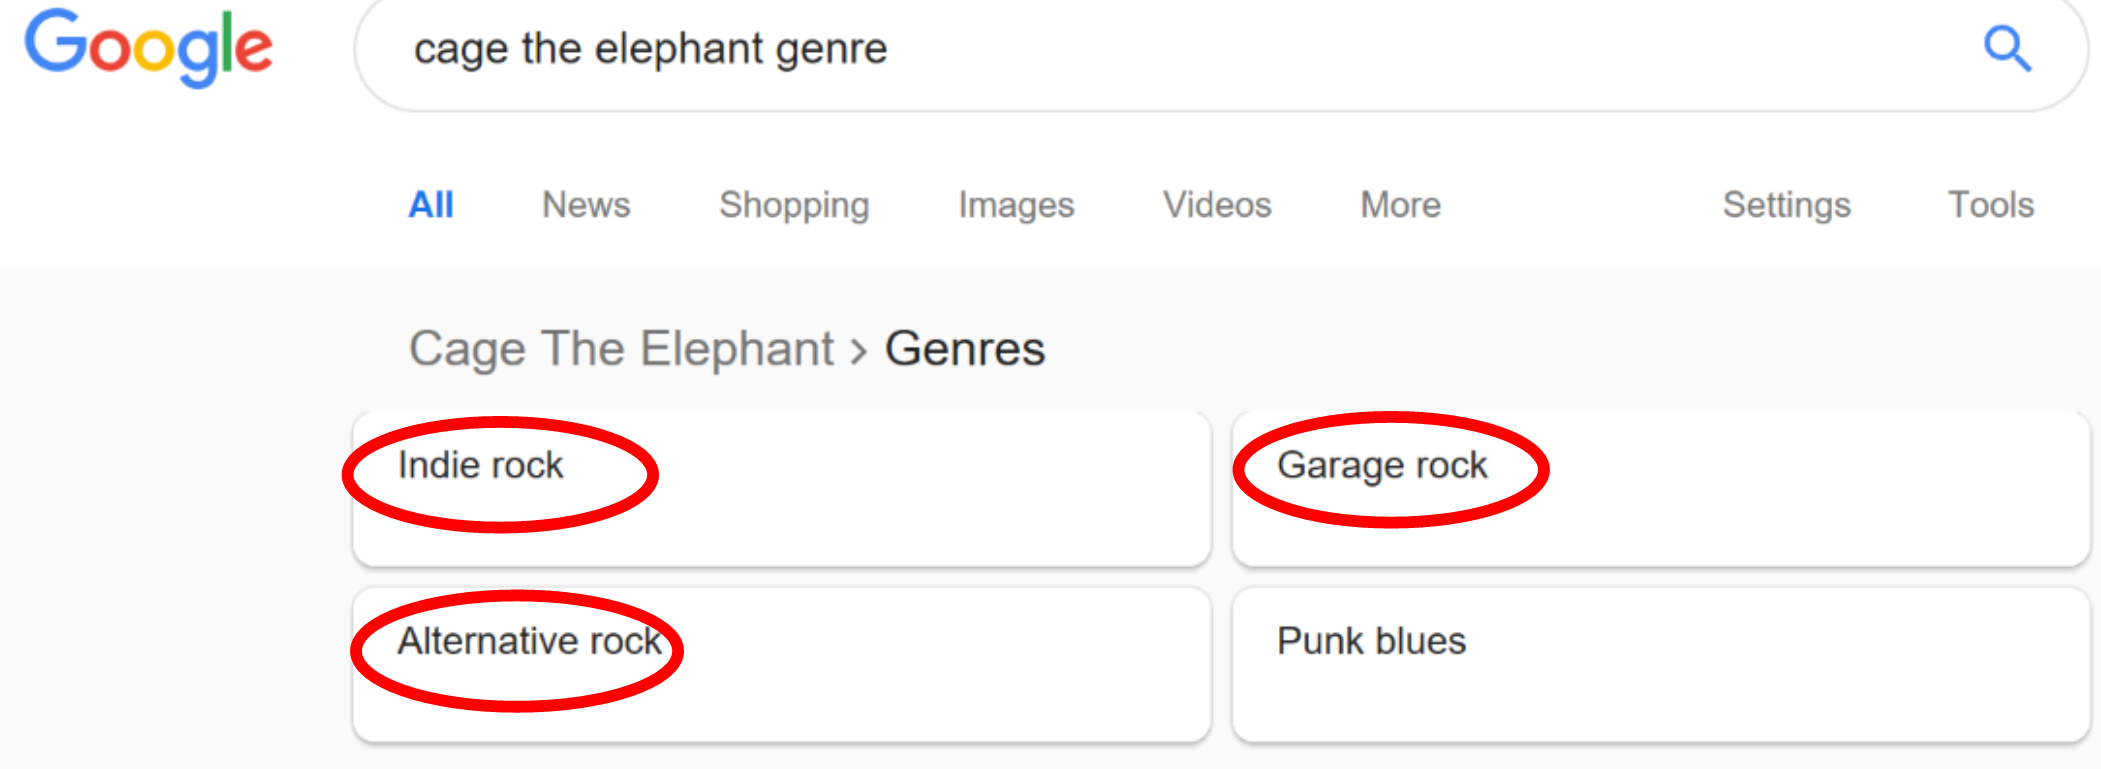 Google cage the elephant genre
All News Shopping Images Videos More Settings Tools
Cage The Elephant > Genres
Indie rock Garage rock
Alternative rock Punk blues